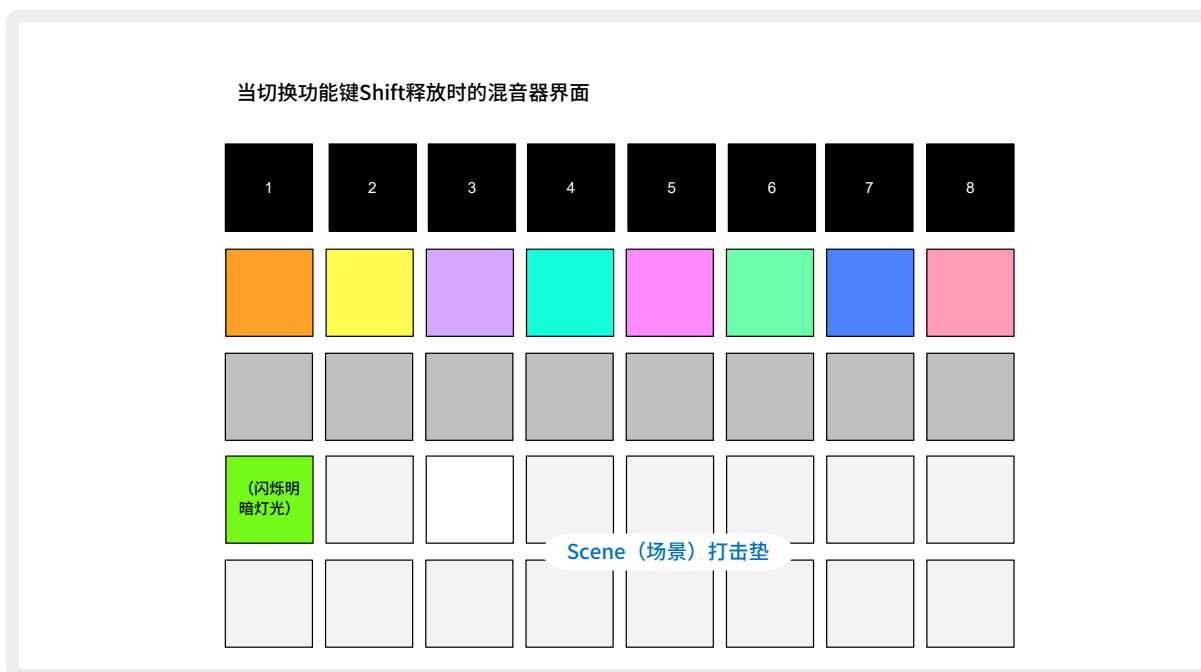 当切换功能键Shift释放时的混音器界面
1 2 3 4 5 6 7 8
（闪烁明
暗灯光）
Scene（场景）打击垫